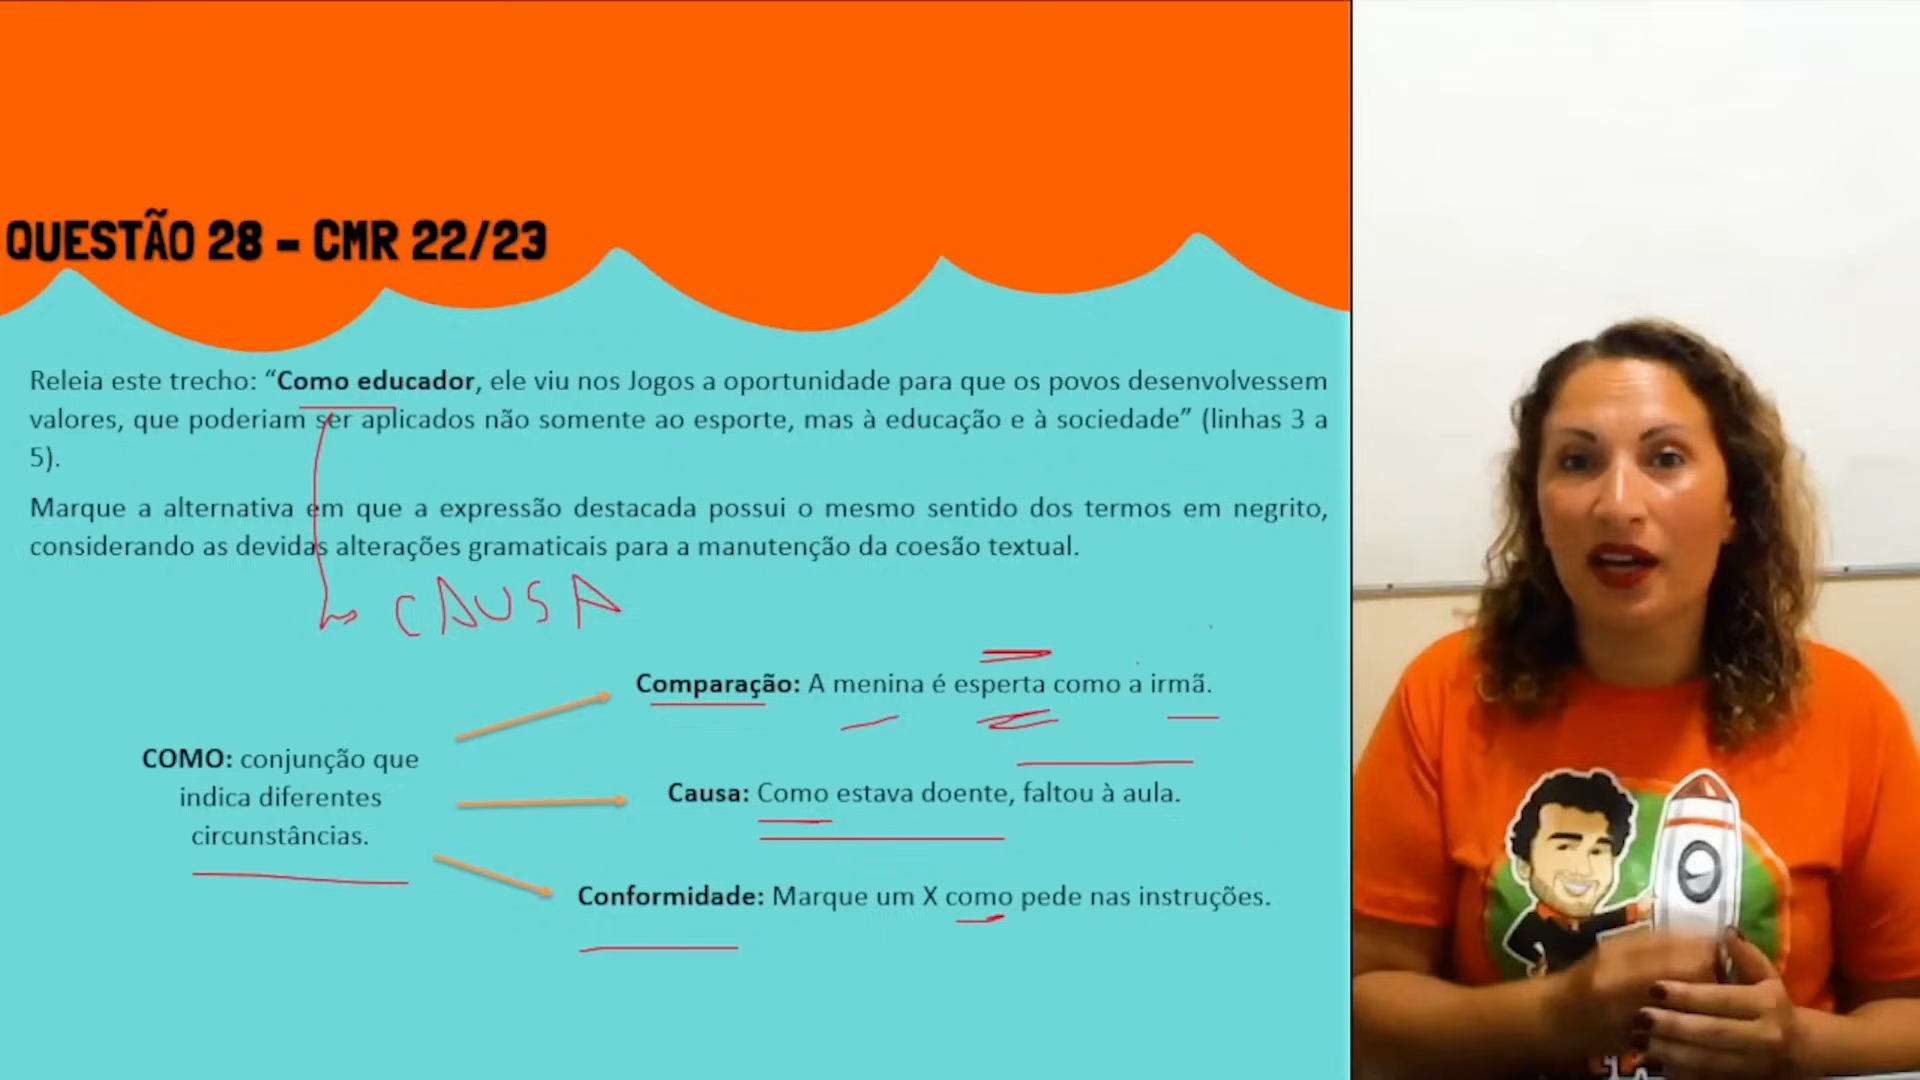 QUESTÃO 28 – CMR 22/23
Releia este trecho: “Como educador, ele viu nos Jogos a oportunidade para que os povos desenvolvessem
valores, que poderiam ser aplicados não somente ao esporte, mas à educação e à sociedade” (linhas 3 a
5).
Marque a alternativa em que a expressão destacada possui o mesmo sentido dos termos em negrito,
considerando as devidas alterações gramaticais para a manutenção da coesão textual.
CAUSA
Comparação: A menina é esperta como a irmã.
COMO: conjunção que
indica diferentes
circunstâncias.
Causa: Como estava doente, faltou à aula.
Conformidade: Marque um X como pede nas instruções.